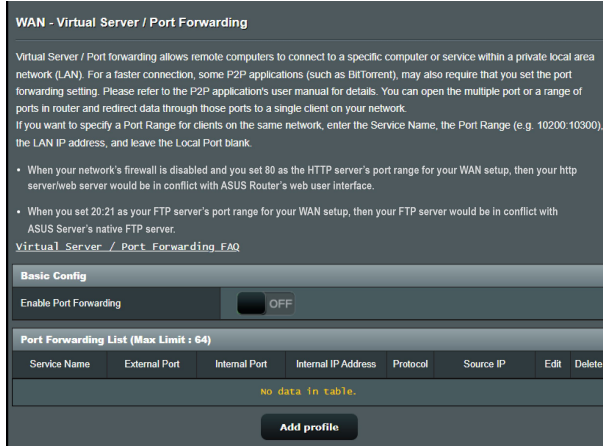 WAN - Virtual Server / Port Forwarding
Virtual Server / Port forwarding allows remote computers to connect to a specific computer or service within a private local area
network (LAN). For a faster connection, some P2P applications (such as BitTorrent), may also require that you set the port
forwarding setting. Please refer to the P2P application's user manual for details. You can open the multiple port or a range of
ports in router and redirect data through those ports to a single client on your network.
If you want to specify a Port Range for clients on the same network, enter the Service Name, the Port Range (e.g. 10200:10300),
the LAN IP address, and leave the Local Port blank.
• When your network's firewall is disabled and you set 80 as the HTTP server's port range for your WAN setup, then your http
server/web server would be in conflict with ASUS Router's web user interface.
• When you set 20:21 as your FTP server's port range for your WAN setup, then your FTP server would be in conflict with
ASUS Server's native FTP server.
Virtual Server / Port Forwarding FAQ
Basic Config
Enable Port Forwarding OFF
Port Forwarding List (Max Limit : 64)
Service Name External Port Internal Port Internal IP Address Protocol Source IP Edit Delete
No data in table.
Add profile